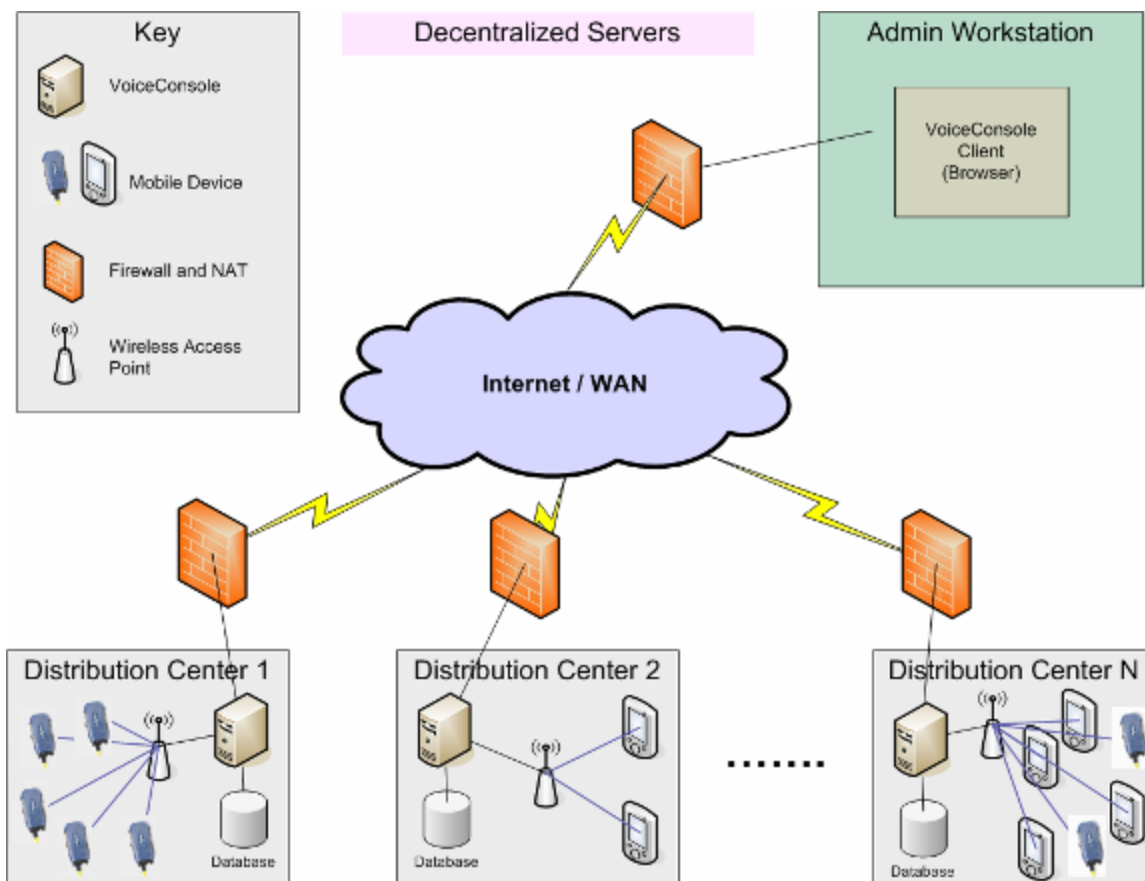 Key
VoiceConsole
Mobile Device
Firewall and NAT
Wireless Access
Point
Decentralized Servers
Admin Workstation
VoiceConsole
Client
(Browser)
Internet / WAN
Distribution Center 1
Database
Distribution Center 2
Database
.......
Distribution Center N
Database